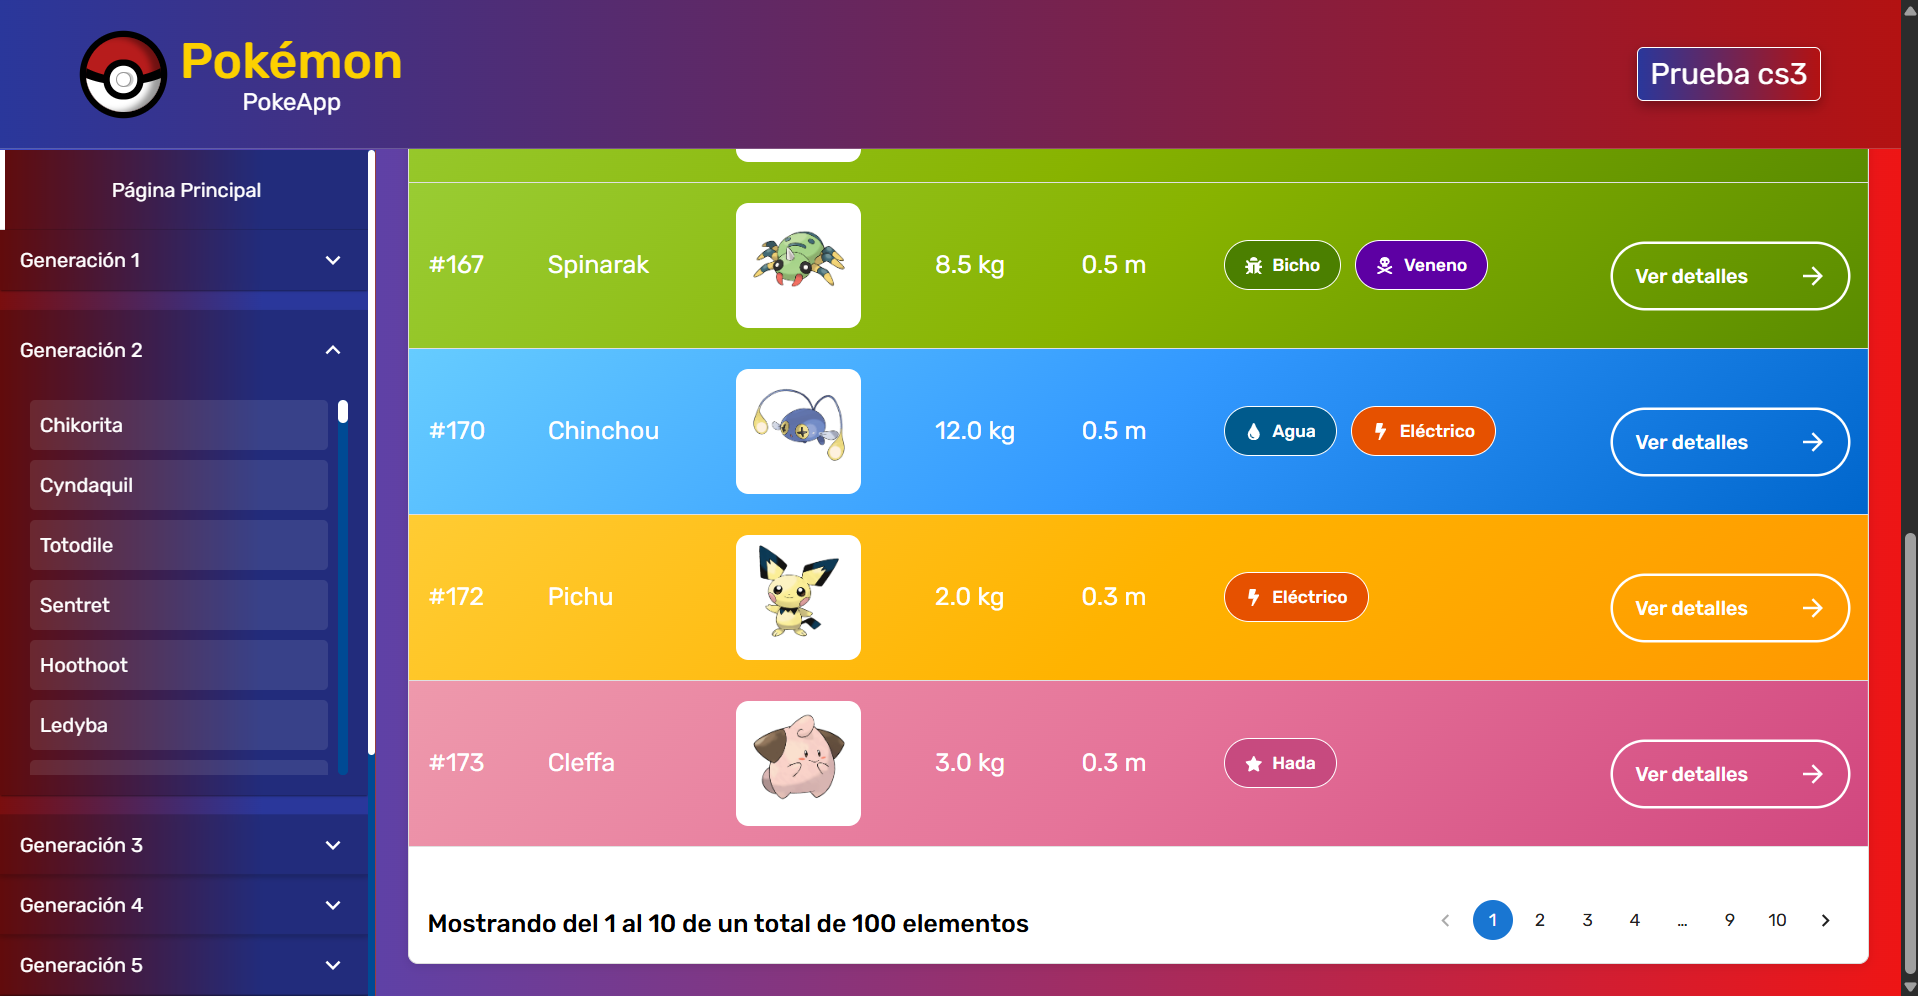 Pokémon
PokeApp
Prueba cs3
Página Principal
Generación 1
Generación 2
Chikorita
Cyndaquil
Totodile
Sentret
Hoothoot
Ledyba
Generación 3
Generación 4
Generación 5
#167 Spinarak 8.5 kg 0.5 m Bicho Veneno Ver detalles
#170 Chinchou 12.0 kg 0.5 m Agua Eléctrico Ver detalles
#172 Pichu 2.0 kg 0.3 m Eléctrico Ver detalles
#173 Cleffa 3.0 kg 0.3 m Hada Ver detalles
Mostrando del 1 al 10 de un total de 100 elementos
1 2 3 4 ... 9 10